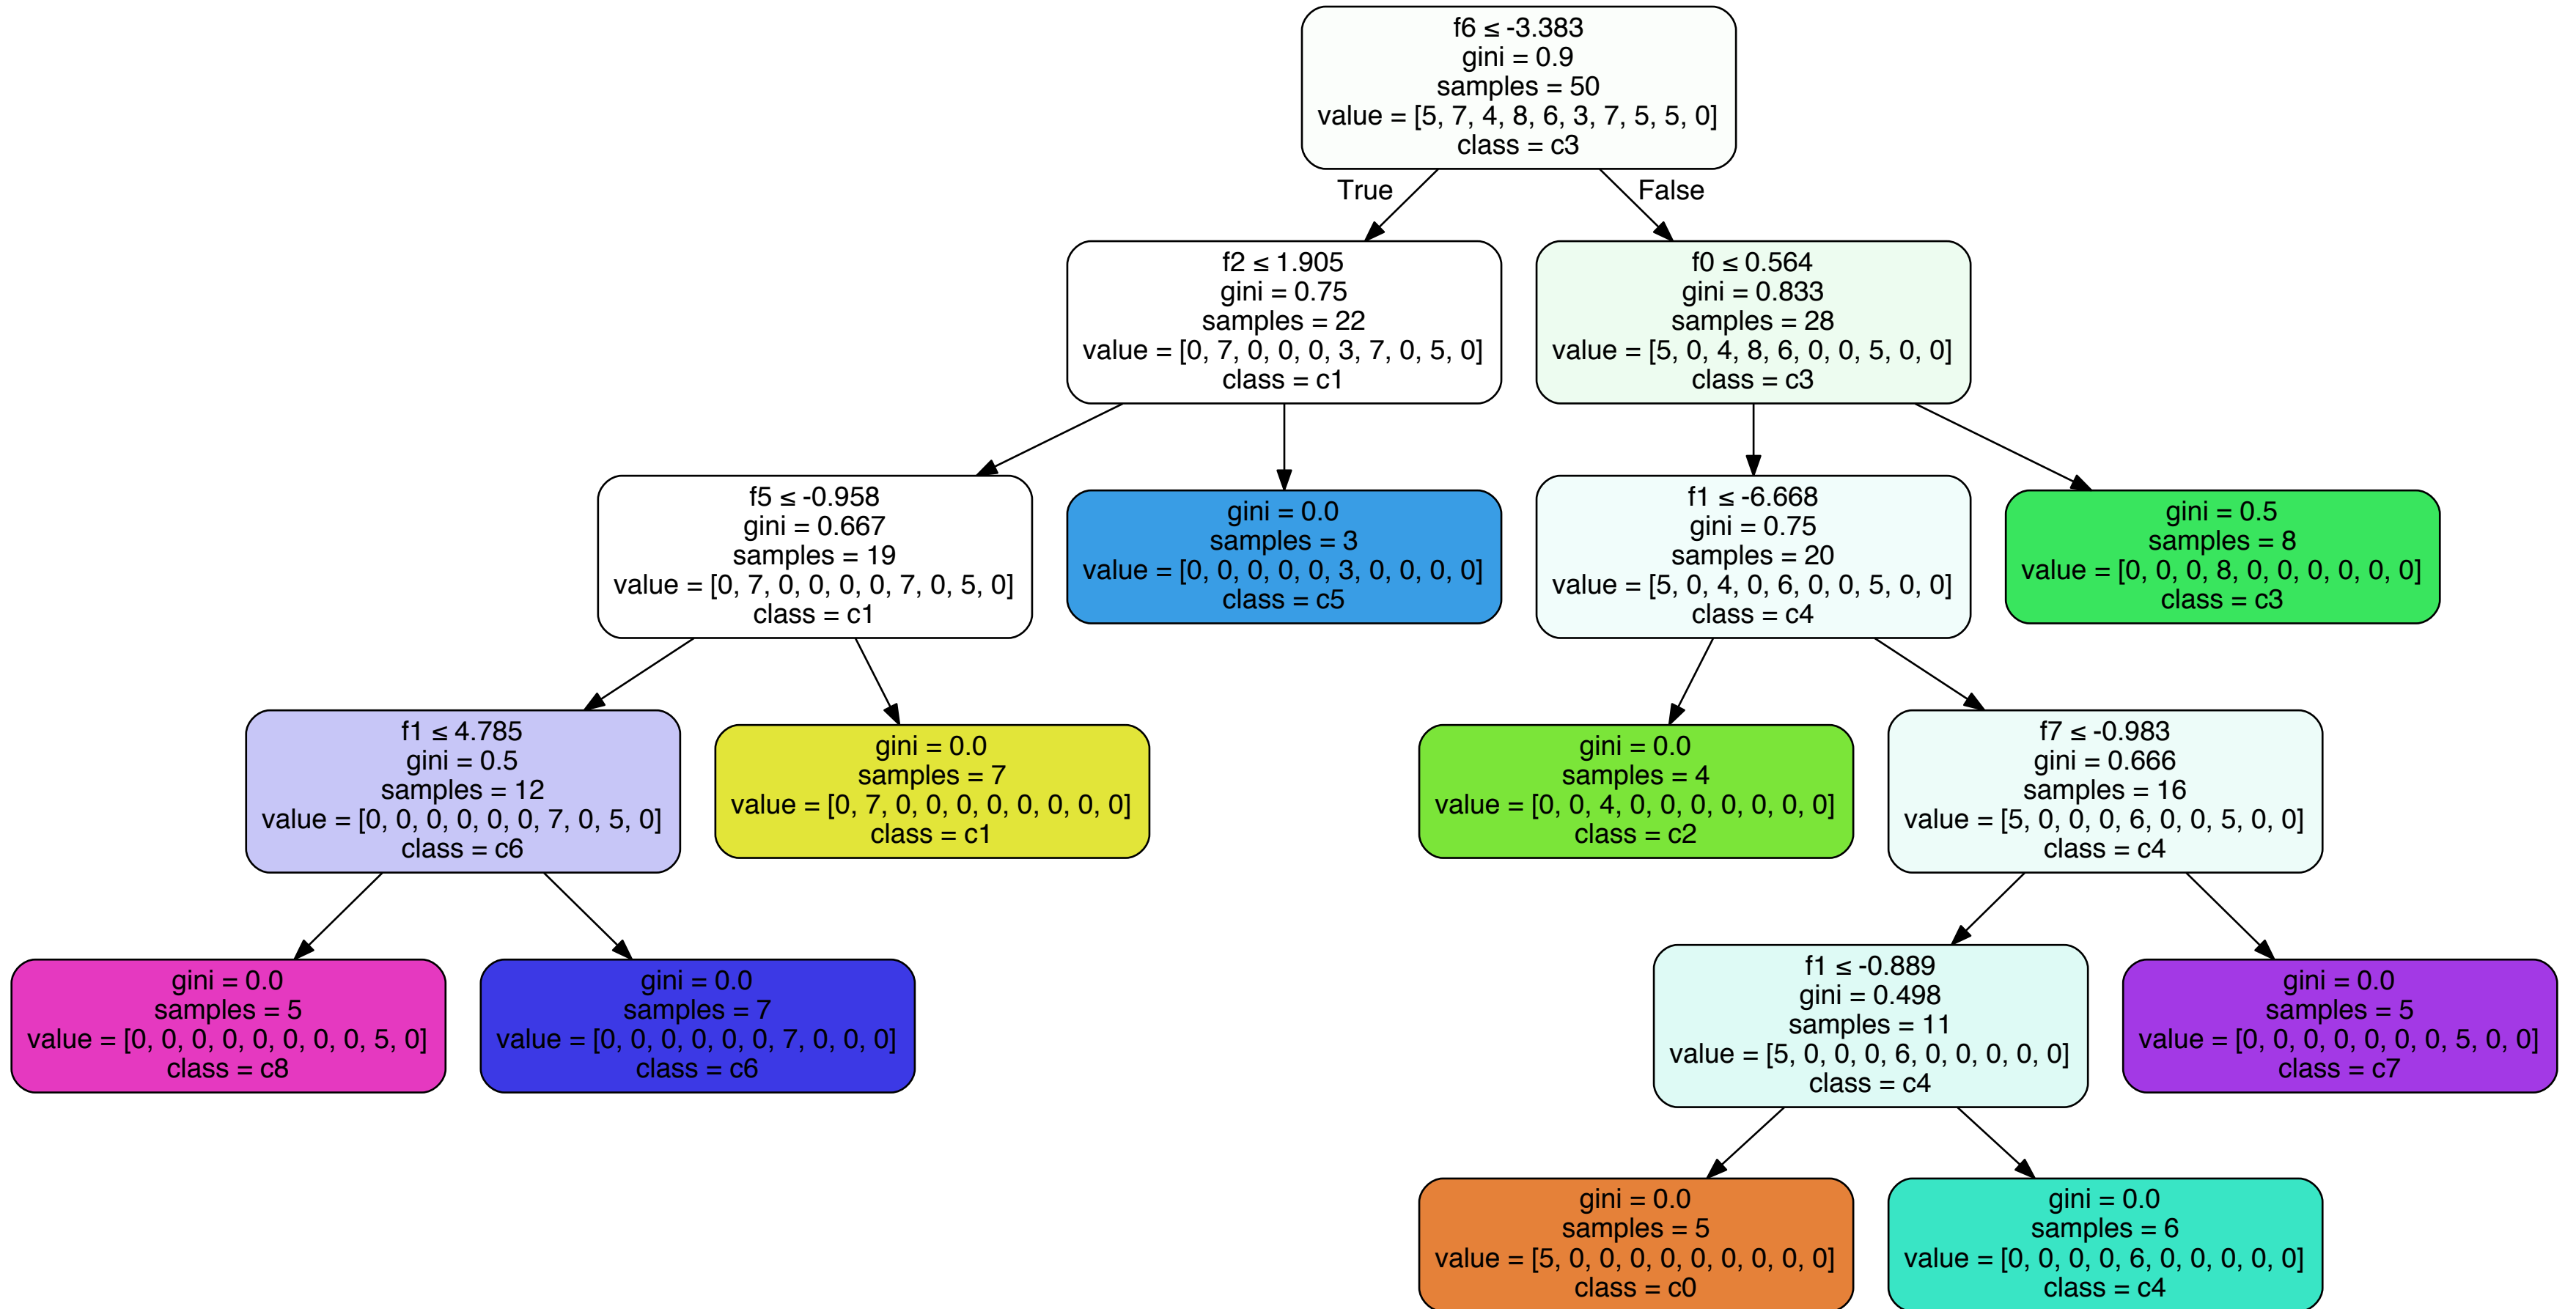 f6 ≤ -3.383
gini = 0.9
samples = 50
value = [5, 7, 4, 8, 6, 3, 7, 5, 5, 0]
class = c3
True
False
f2 ≤ 1.905
gini = 0.75
samples = 22
value = [0, 7, 0, 0, 0, 3, 7, 0, 5, 0]
class = c1
f0 ≤ 0.564
gini = 0.833
samples = 28
value = [5, 0, 4, 8, 6, 0, 0, 5, 0, 0]
class = c3
f5 ≤ -0.958
gini = 0.667
samples = 19
value = [0, 7, 0, 0, 0, 0, 7, 0, 5, 0]
class = c1
gini = 0.0
samples = 3
value = [0, 0, 0, 0, 0, 3, 0, 0, 0, 0]
class = c5
f1 ≤ -6.668
gini = 0.75
samples = 20
value = [5, 0, 4, 0, 6, 0, 0, 5, 0, 0]
class = c4
gini = 0.5
samples = 8
value = [0, 0, 0, 8, 0, 0, 0, 0, 0, 0]
class = c3
f1 ≤ 4.785
gini = 0.5
samples = 12
value = [0, 0, 0, 0, 0, 0, 7, 0, 5, 0]
class = c6
gini = 0.0
samples = 7
value = [0, 7, 0, 0, 0, 0, 0, 0, 0, 0]
class = c1
gini = 0.0
samples = 4
value = [0, 0, 4, 0, 0, 0, 0, 0, 0, 0]
class = c2
f7 ≤ -0.983
gini = 0.666
samples = 16
value = [5, 0, 0, 0, 6, 0, 0, 5, 0, 0]
class = c4
gini = 0.0
samples = 5
value = [0, 0, 0, 0, 0, 0, 0, 0, 5, 0]
class = c8
gini = 0.0
samples = 7
value = [0, 0, 0, 0, 0, 0, 7, 0, 0, 0]
class = c6
f1 ≤ -0.889
gini = 0.498
samples = 11
value = [5, 0, 0, 0, 6, 0, 0, 0, 0, 0]
class = c4
gini = 0.0
samples = 5
value = [0, 0, 0, 0, 0, 0, 0, 5, 0, 0]
class = c7
gini = 0.0
samples = 5
value = [5, 0, 0, 0, 0, 0, 0, 0, 0, 0]
class = c0
gini = 0.0
samples = 6
value = [0, 0, 0, 0, 6, 0, 0, 0, 0, 0]
class = c4